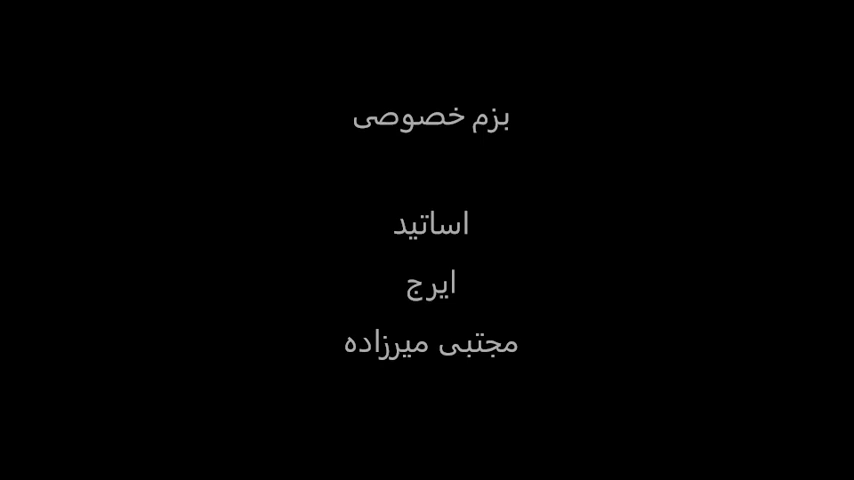 بزم خصوصی
اساتید
ایرج
مجتبی میرزاده